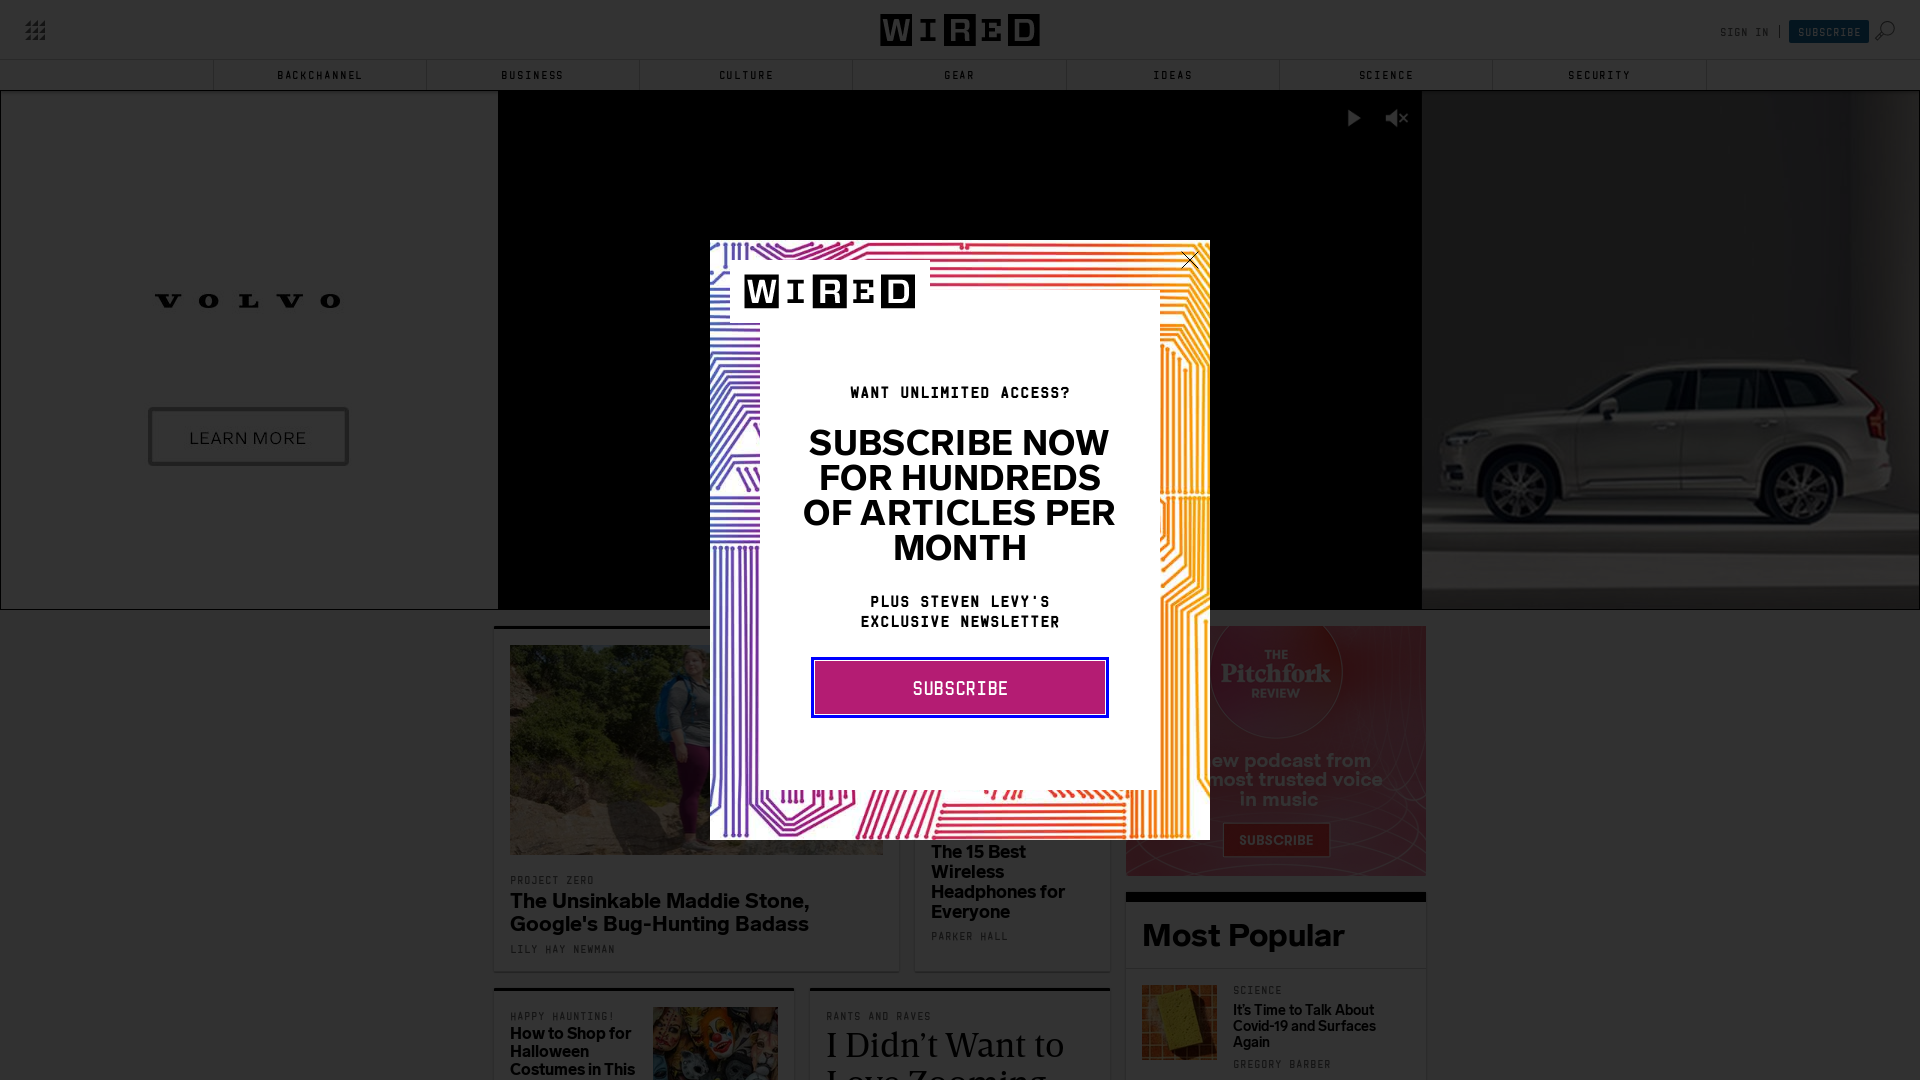 WIRED
SIGN IN
SUBSCRIBE
BACKCHANNEL
BUSINESS
CULTURE
GEAR
IDEAS
SCIENCE
SECURITY
VOLVO
LEARN MORE
WIRED
WANT UNLIMITED ACCESS?
SUBSCRIBE NOW
FOR HUNDREDS
OF ARTICLES PER
MONTH
PLUS STEVEN LEVY'S
EXCLUSIVE NEWSLETTER
SUBSCRIBE
PROJECT ZERO
The Unsinkable Maddie Stone,
Google's Bug-Hunting Badass
LILY HAY NEWMAN
The 15 Best
Wireless
Headphones for
Everyone
PARKER HALL
THE
Pitchfork
REVIEW
ew podcast from
most trusted voice
in music
SUBSCRIBE
Most Popular
SCIENCE
It's Time to Talk About
Covid-19 and Surfaces
Again
GREGORY BARBER
HAPPY HAUNTING!
How to Shop for
Halloween
Costumes in This
RANTS AND RAVES
I Didn't Want to
Love Zooming